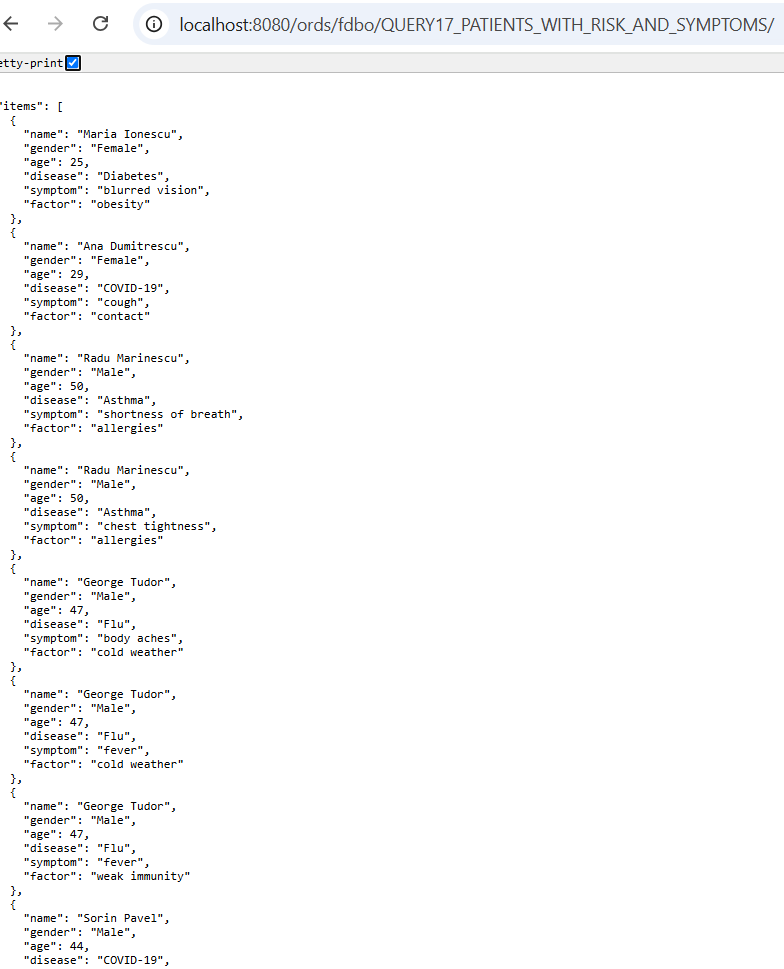 localhost:8080/ords/fdbo/QUERY17_PATIENTS_WITH_RISK_AND_SYMPTOMS/
etty-print
"items": [
{
"name": "Maria Ionescu",
"gender": "Female",
"age": 25,
"disease": "Diabetes",
"symptom": "blurred vision",
"factor": "obesity"
},
{
"name": "Ana Dumitrescu",
"gender": "Female",
"age": 29,
"disease": "COVID-19",
"symptom": "cough",
"factor": "contact"
},
{
"name": "Radu Marinescu",
"gender": "Male",
"age": 50,
"disease": "Asthma",
"symptom": "shortness of breath",
"factor": "allergies"
},
{
"name": "Radu Marinescu",
"gender": "Male",
"age": 50,
"disease": "Asthma",
"symptom": "chest tightness",
"factor": "allergies"
},
{
"name": "George Tudor",
"gender": "Male",
"age": 47,
"disease": "Flu",
"symptom": "body aches",
"factor": "cold weather"
},
{
"name": "George Tudor",
"gender": "Male",
"age": 47,
"disease": "Flu",
"symptom": "fever",
"factor": "cold weather"
},
{
"name": "George Tudor",
"gender": "Male",
"age": 47,
"disease": "Flu",
"symptom": "fever",
"factor": "weak immunity"
},
{
"name": "Sorin Pavel",
"gender": "Male",
"age": 44,
"disease": "COVID-19",